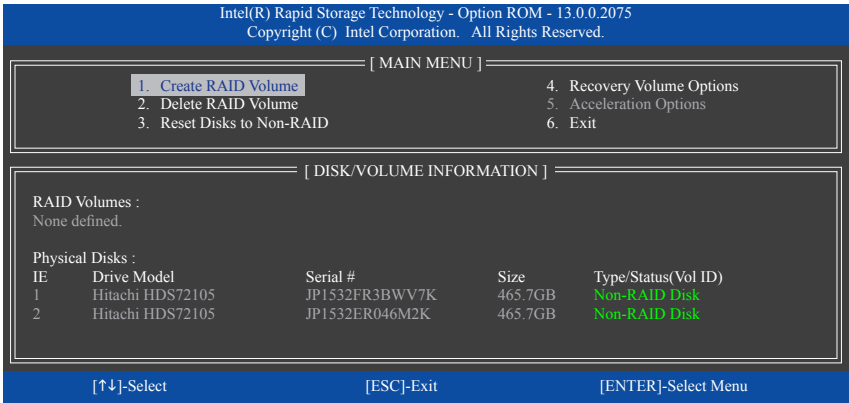 Intel(R) Rapid Storage Technology - Option ROM - 13.0.0.2075
Copyright (C) Intel Corporation. All Rights Reserved.
[ MAIN MENU ]
1. Create RAID Volume
2. Delete RAID Volume
3. Reset Disks to Non-RAID
4. Recovery Volume Options
5. Acceleration Options
6. Exit
[ DISK/VOLUME INFORMATION ]
RAID Volumes :
None defined.
Physical Disks :
IE Drive Model Serial # Size Type/Status(Vol ID)
1 Hitachi HDS72105 JP1532FR3BWV7K 465.7GB Non-RAID Disk
2 Hitachi HDS72105 JP1532ER046M2K 465.7GB Non-RAID Disk
[↑↓]-Select [ESC]-Exit [ENTER]-Select Menu